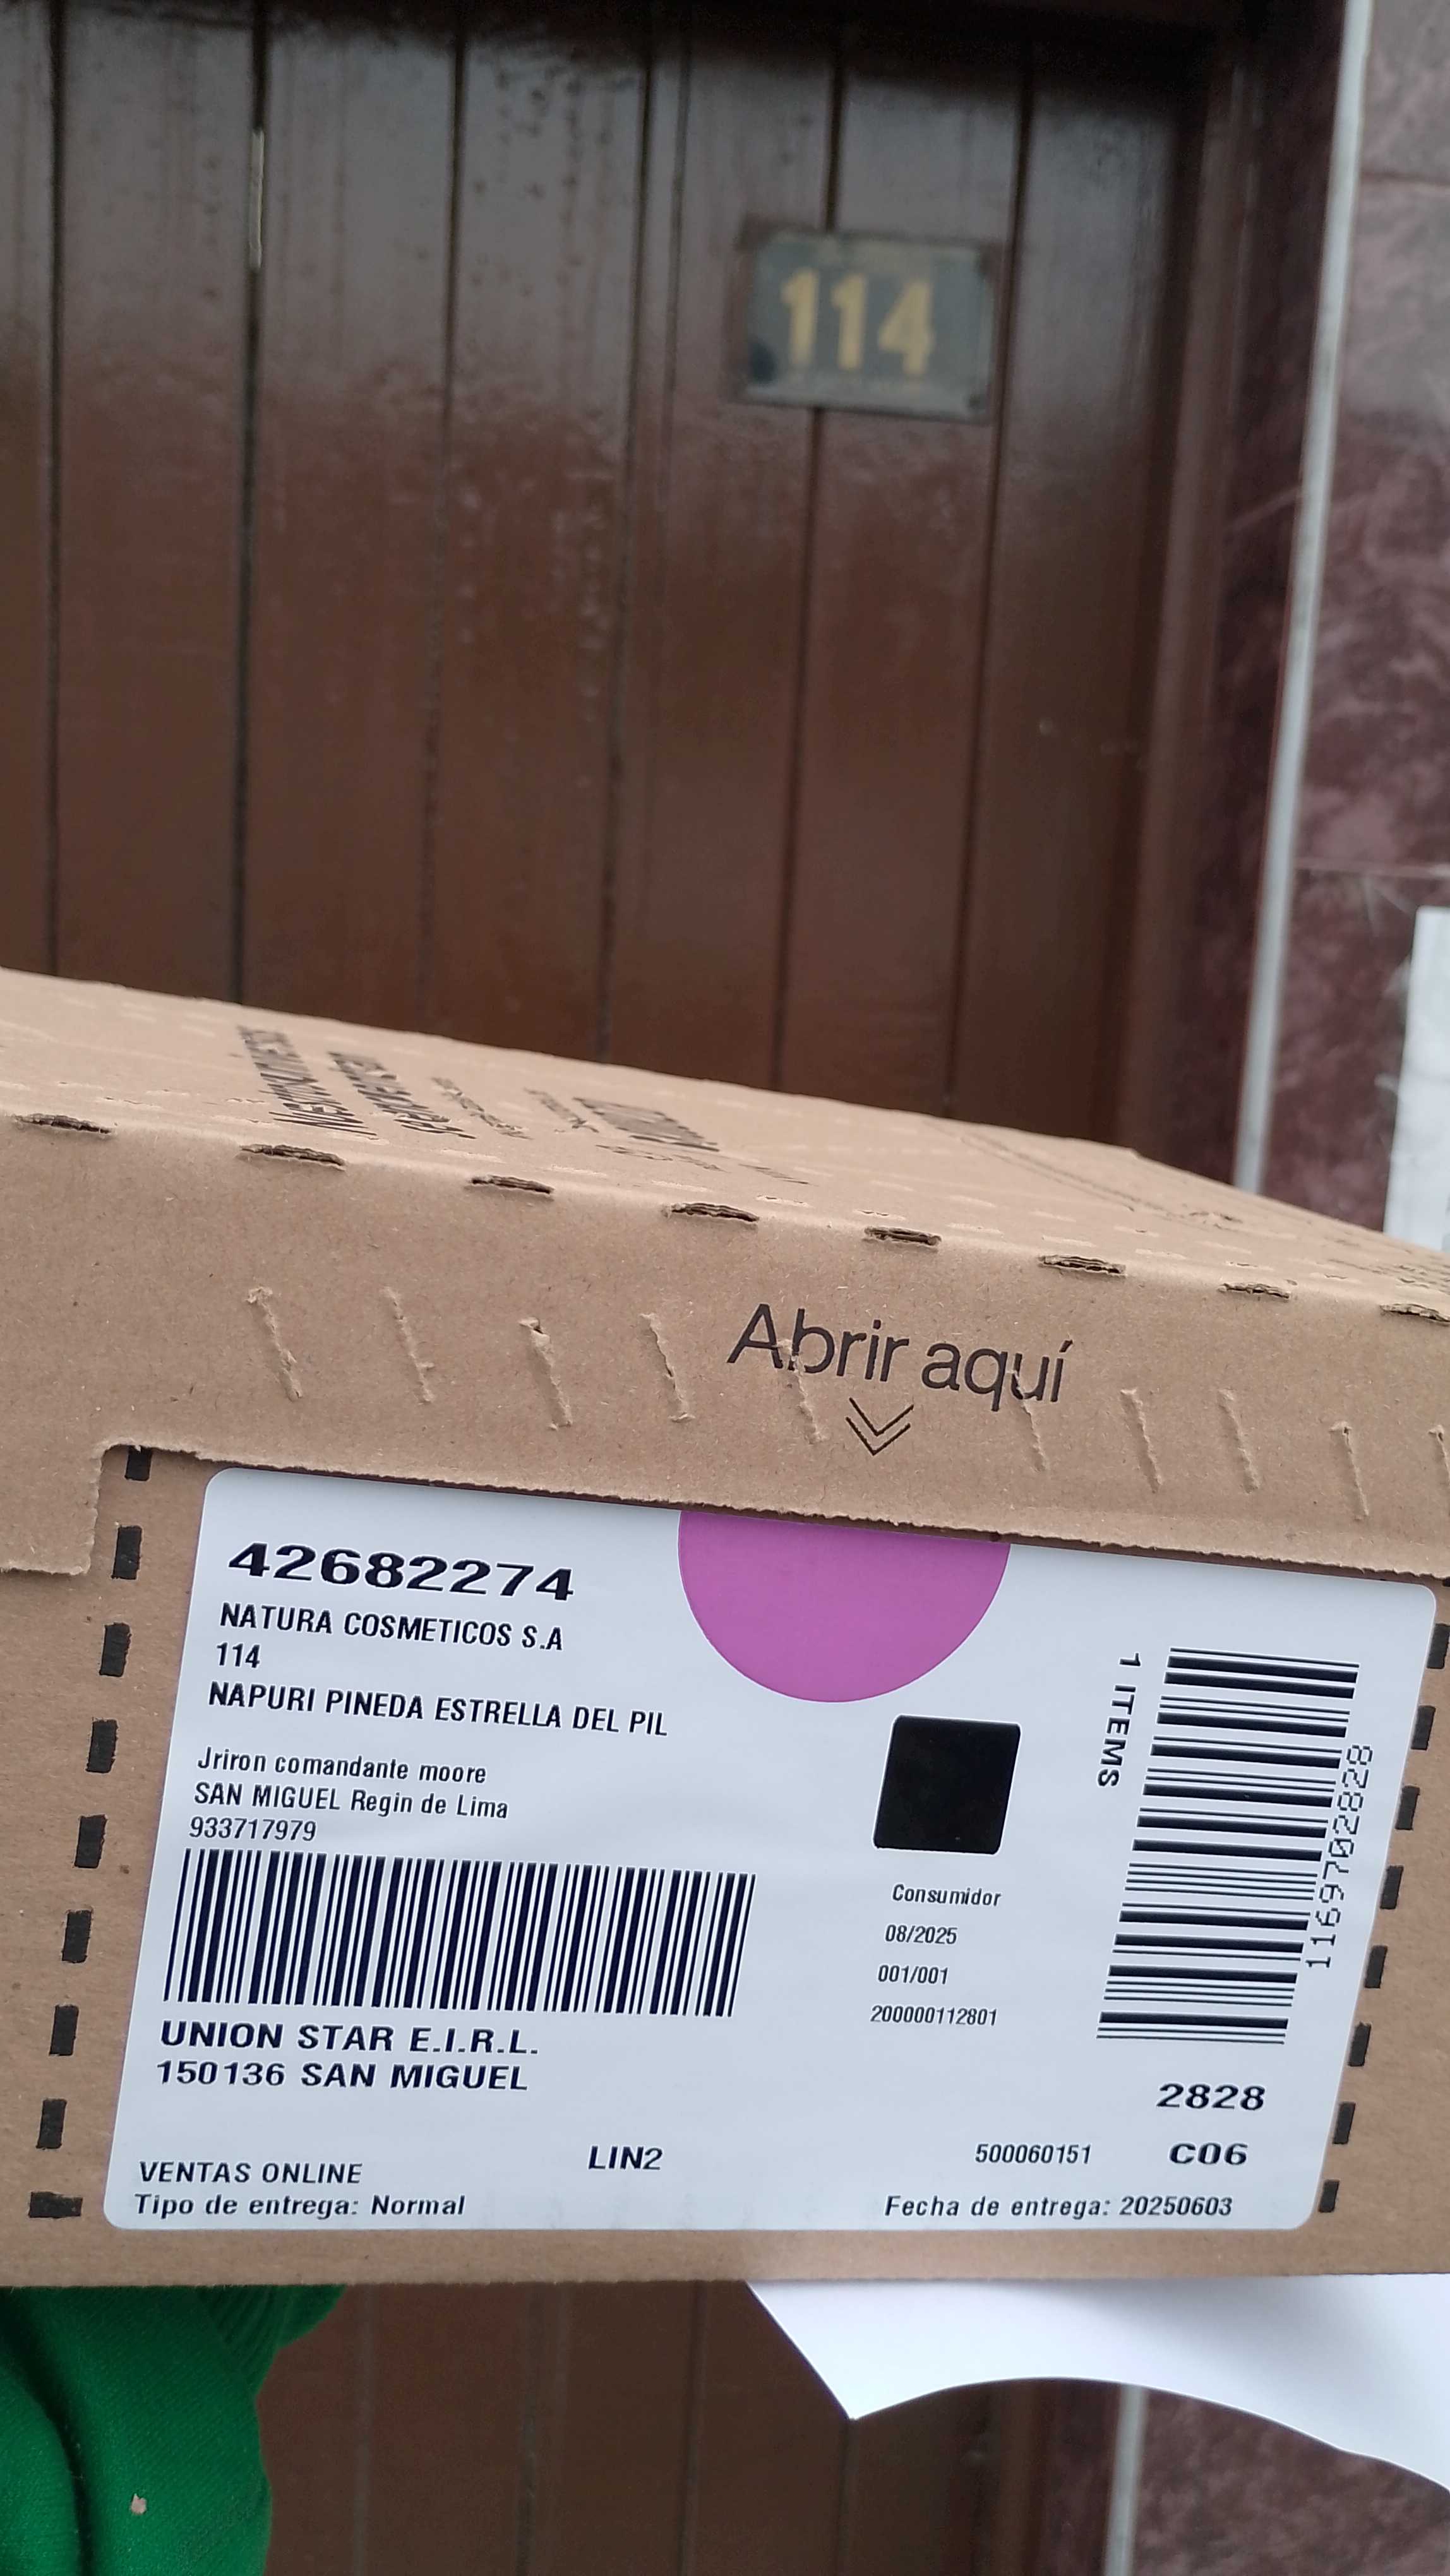 114
Abrir aquí
42682274
NATURA COSMETICOS S.A
114
NAPURI PINEDA ESTRELLA DEL PIL
Jriron comandante moore
SAN MIGUEL Regin de Lima
933717979
UNION STAR E.I.R.L.
150136 SAN MIGUEL
VENTAS ONLINE
Tipo de entrega: Normal
LIN2
Consumidor
08/2025
001/001
200000112801
1 ITEMS
1169702828
2828
500060151 C06
Fecha de entrega: 20250603